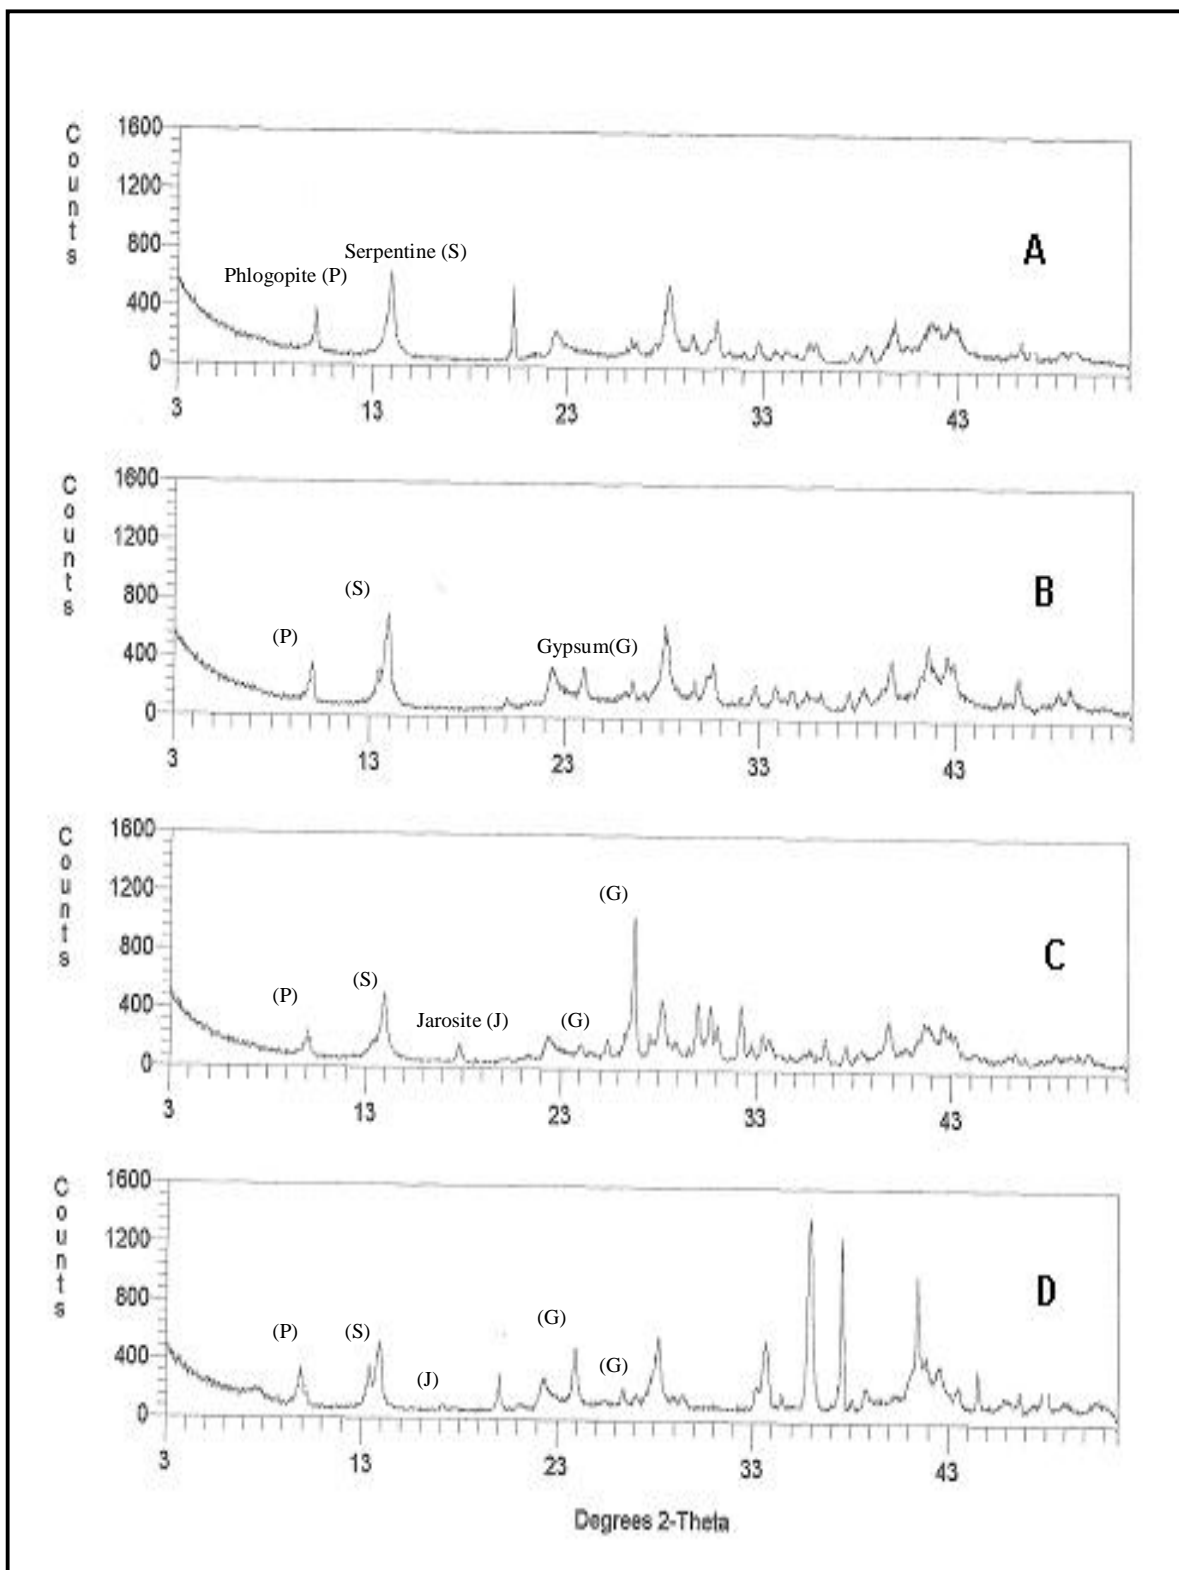 Counts
1600
1200
800
400
0
Phlogopite (P)
Serpentine (S)
A
3
13
23
33
43
Counts
1600
1200
800
400
0
(P)
(S)
Gypsum(G)
B
3
13
23
33
43
Counts
1600
1200
800
400
0
(P)
(S)
Jarosite (J)
(G)
(G)
C
3
13
23
33
43
Counts
1600
1200
800
400
0
(P)
(S)
(J)
(G)
(G)
D
3
13
23
33
43
Degrees 2-Theta